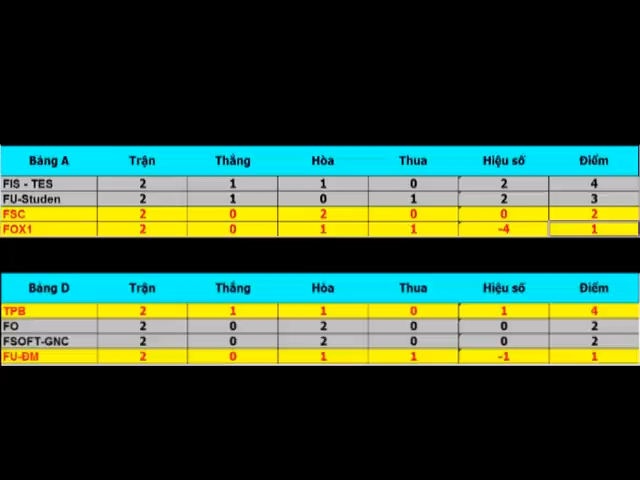 Bảng A Trận Thắng Hòa Thua Hiệu số Điểm
FIS - TES 2 1 1 0 2 4
FU-Studen 2 1 0 1 2 3
FSC 2 0 2 0 0 2
FOX1 2 0 1 1 -4 1
Bảng D Trận Thắng Hòa Thua Hiệu số Điểm
TPB 2 1 1 0 1 4
FO 2 0 2 0 0 2
FSOFT-GNC 2 0 2 0 0 2
FU-ĐM 2 0 1 1 -1 1